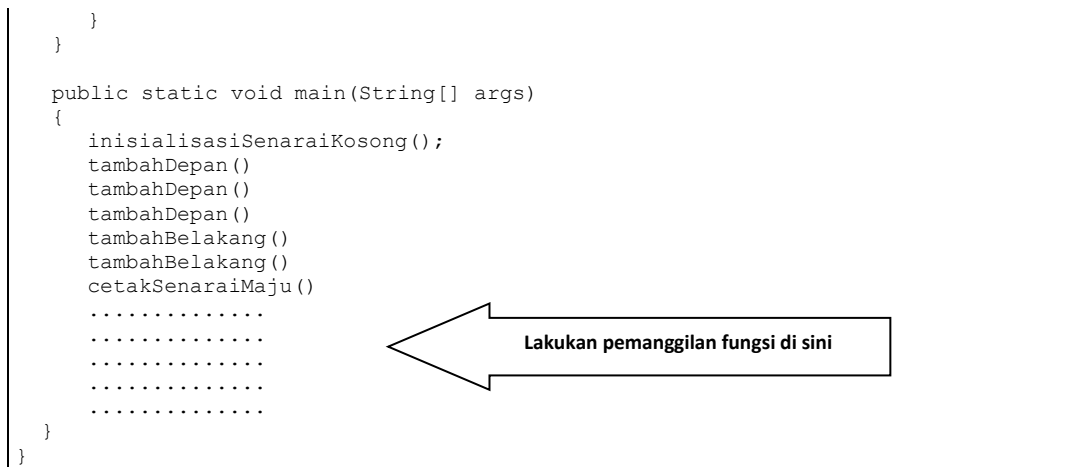 }
}
public static void main(String[] args)
{
inisialisasiSenaraiKosong();
tambahDepan()
tambahDepan()
tambahDepan()
tambahBelakang()
tambahBelakang()
cetakSenaraiMaju()
..............
..............
Lakukan pemanggilan fungsi di sini
..............
..............
..............
}
}